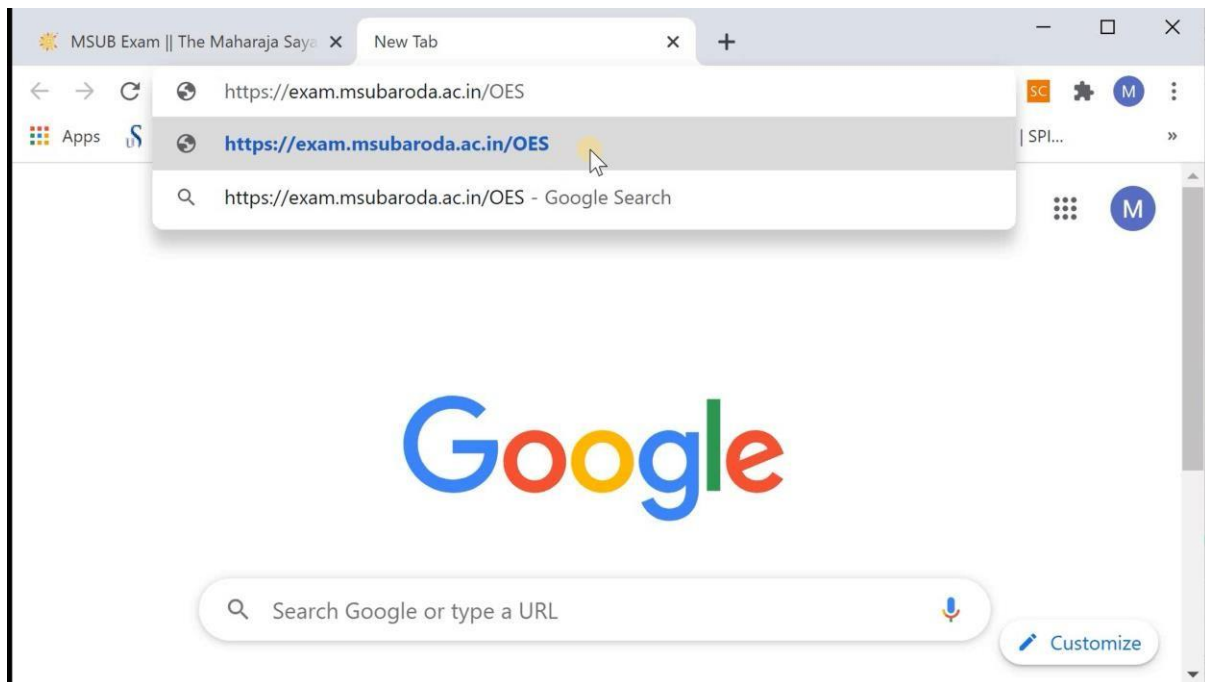 MSUB Exam || The Maharaja Saya
New Tab
https://exam.msubaroda.ac.in/OES
SC
M
Apps
| SPI...
https://exam.msubaroda.ac.in/OES
https://exam.msubaroda.ac.in/OES - Google Search
M
Google
Search Google or type a URL
Customize